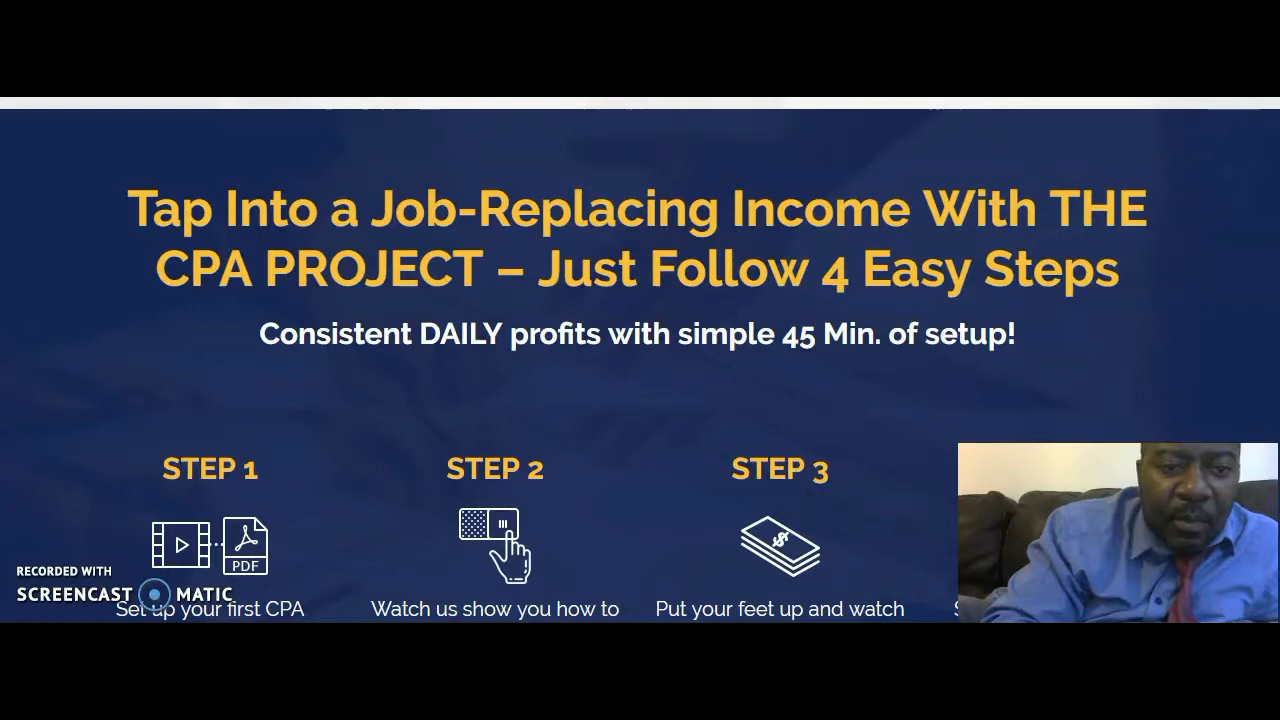 Tap Into a Job-Replacing Income With THE
CPA PROJECT – Just Follow 4 Easy Steps
Consistent DAILY profits with simple 45 Min. of setup!
STEP 1
STEP 2
STEP 3
PDF
RECORDED WITH
SCREENCAST MATIC
Set up your first CPA
Watch us show you how to
Put your feet up and watch